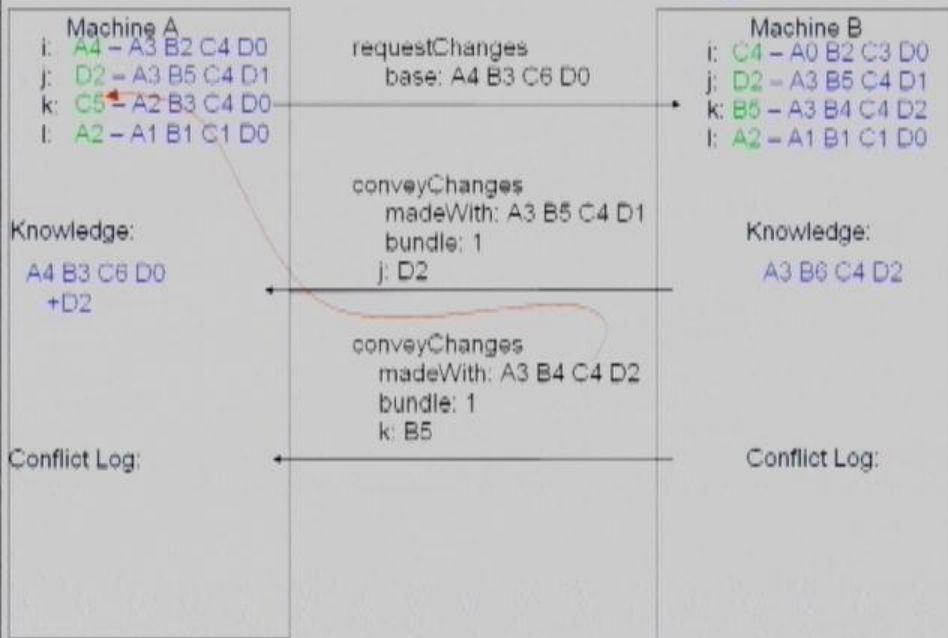 Machine A
i: A4 – A3 B2 C4 D0
j: D2 – A3 B5 C4 D1
k: C5 – A2 B3 C4 D0
l: A2 – A1 B1 C1 D0
Knowledge:
A4 B3 C6 D0
+D2
Conflict Log:
requestChanges
base: A4 B3 C6 D0
conveyChanges
madeWith: A3 B5 C4 D1
bundle: 1
j: D2
conveyChanges
madeWith: A3 B4 C4 D2
bundle: 1
k: B5
Machine B
i: C4 – A0 B2 C3 D0
j: D2 – A3 B5 C4 D1
k: B5 – A3 B4 C4 D2
l: A2 – A1 B1 C1 D0
Knowledge:
A3 B6 C4 D2
Conflict Log: